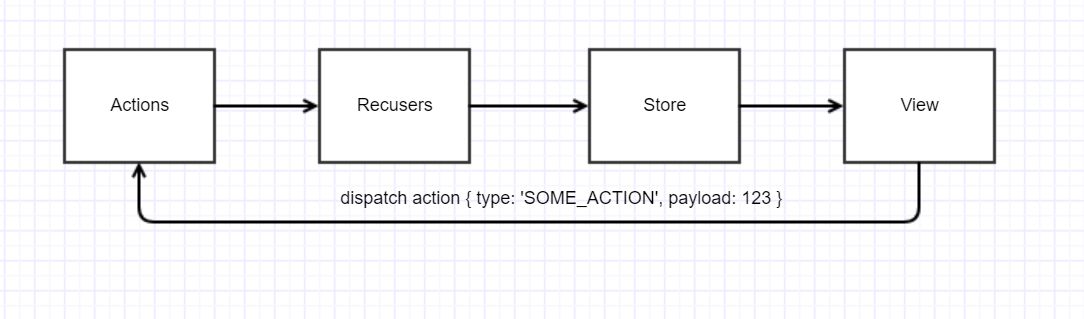 Actions
Recusers
Store
View
dispatch action { type: 'SOME_ACTION', payload: 123 }